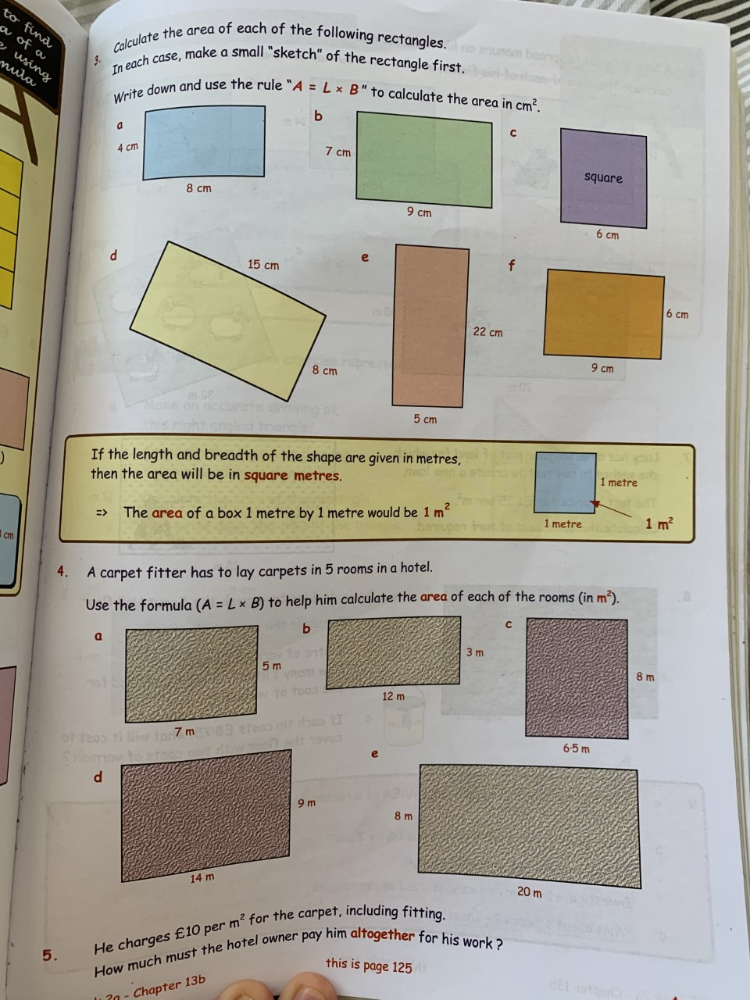 to find
a of a
using
mula
A
)
cm
3. Calculate the area of each of the following rectangles.
In each case, make a small "sketch" of the rectangle first.
Write down and use the rule "A = L × B" to calculate the area in cm².
a
4 cm
8 cm
b
7 cm
9 cm
c
square
6 cm
d
15 cm
8 cm
e
22 cm
5 cm
f
6 cm
9 cm
If the length and breadth of the shape are given in metres,
then the area will be in square metres.
=> The area of a box 1 metre by 1 metre would be 1 m²
1 metre
1 metre
1 m²
4. A carpet fitter has to lay carpets in 5 rooms in a hotel.
Use the formula (A = L × B) to help him calculate the area of each of the rooms (in m²).
a
5 m
7 m
b
3 m
12 m
c
8 m
6·5 m
d
9 m
14 m
e
8 m
20 m
5. He charges £10 per m² for the carpet, including fitting.
How much must the hotel owner pay him altogether for his work ?
this is page 125
- Chapter 13b